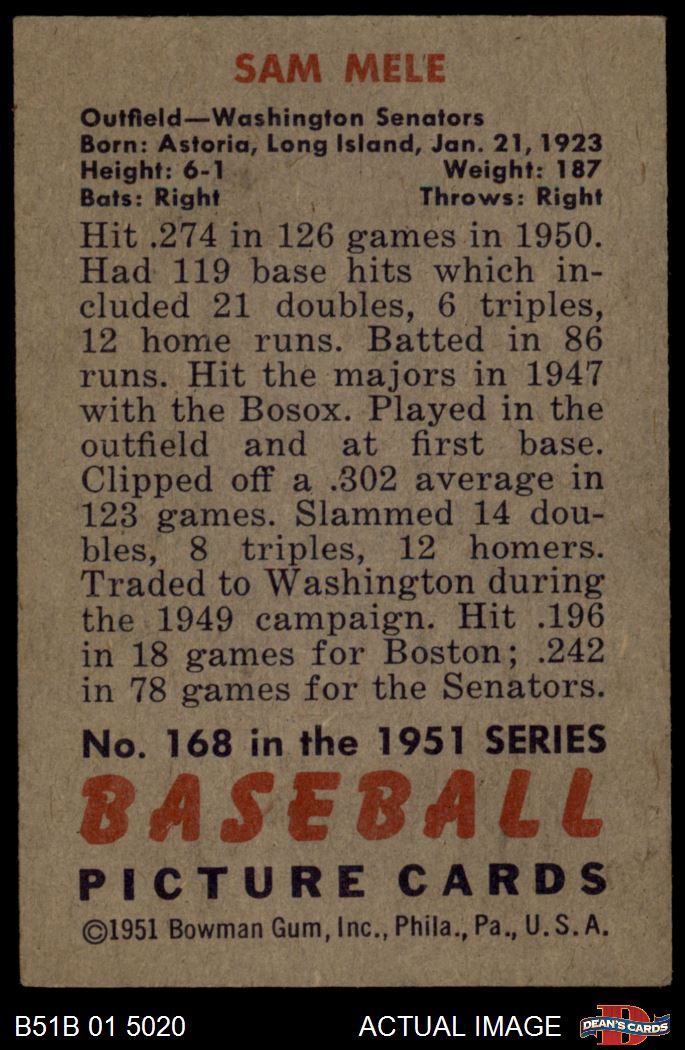 SAM MELE
Outfield—Washington Senators
Born: Astoria, Long Island, Jan. 21, 1923
Height: 6-1 Weight: 187
Bats: Right Throws: Right
Hit .274 in 126 games in 1950.
Had 119 base hits which in-
cluded 21 doubles, 6 triples,
12 home runs. Batted in 86
runs. Hit the majors in 1947
with the Bosox. Played in the
outfield and at first base.
Clipped off a .302 average in
123 games. Slammed 14 dou-
bles, 8 triples, 12 homers.
Traded to Washington during
the 1949 campaign. Hit .196
in 18 games for Boston; .242
in 78 games for the Senators.
No. 168 in the 1951 SERIES
BASEBALL
PICTURE CARDS
©1951 Bowman Gum, Inc., Phila., Pa., U.S.A.
B51B 01 5020 ACTUAL IMAGE D DEAN'S CARDS